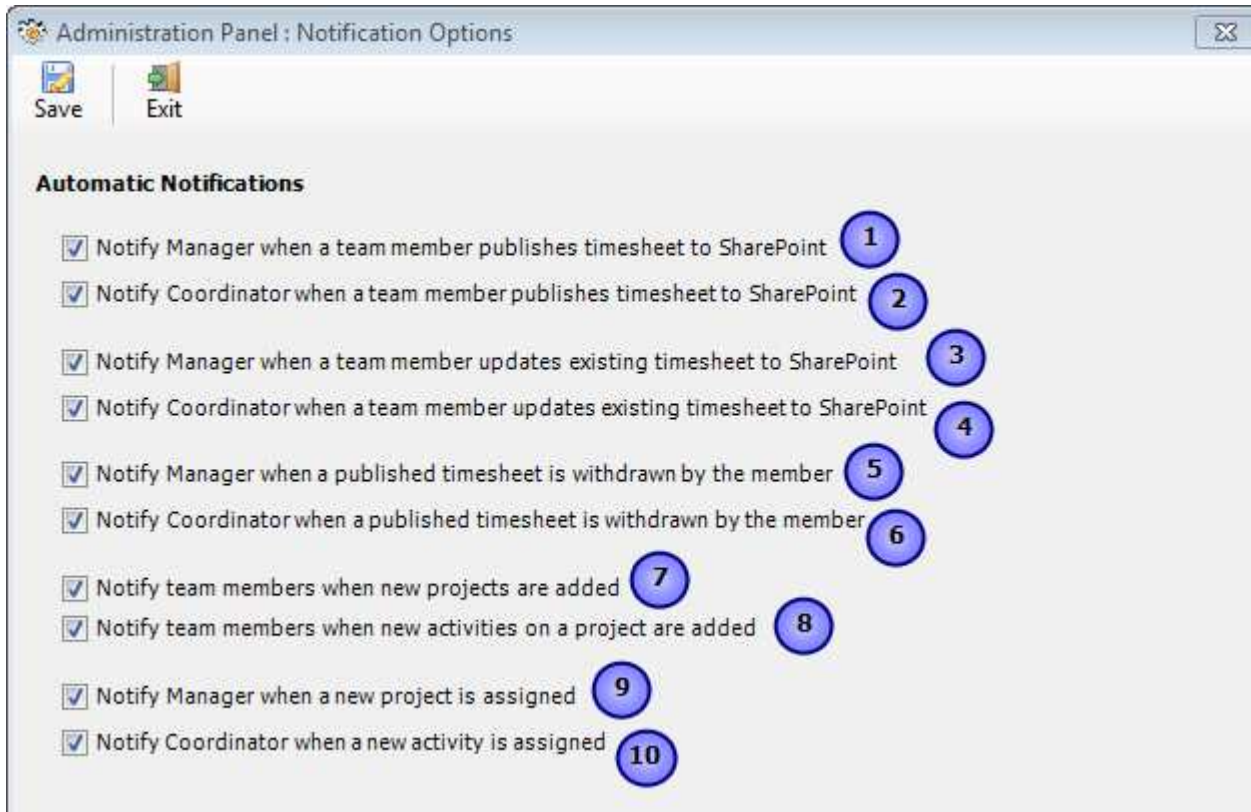 Administration Panel : Notification Options
Save Exit
Automatic Notifications
Notify Manager when a team member publishes timesheet to SharePoint 1
Notify Coordinator when a team member publishes timesheet to SharePoint 2
Notify Manager when a team member updates existing timesheet to SharePoint 3
Notify Coordinator when a team member updates existing timesheet to SharePoint 4
Notify Manager when a published timesheet is withdrawn by the member 5
Notify Coordinator when a published timesheet is withdrawn by the member 6
Notify team members when new projects are added 7
Notify team members when new activities on a project are added 8
Notify Manager when a new project is assigned 9
Notify Coordinator when a new activity is assigned 10